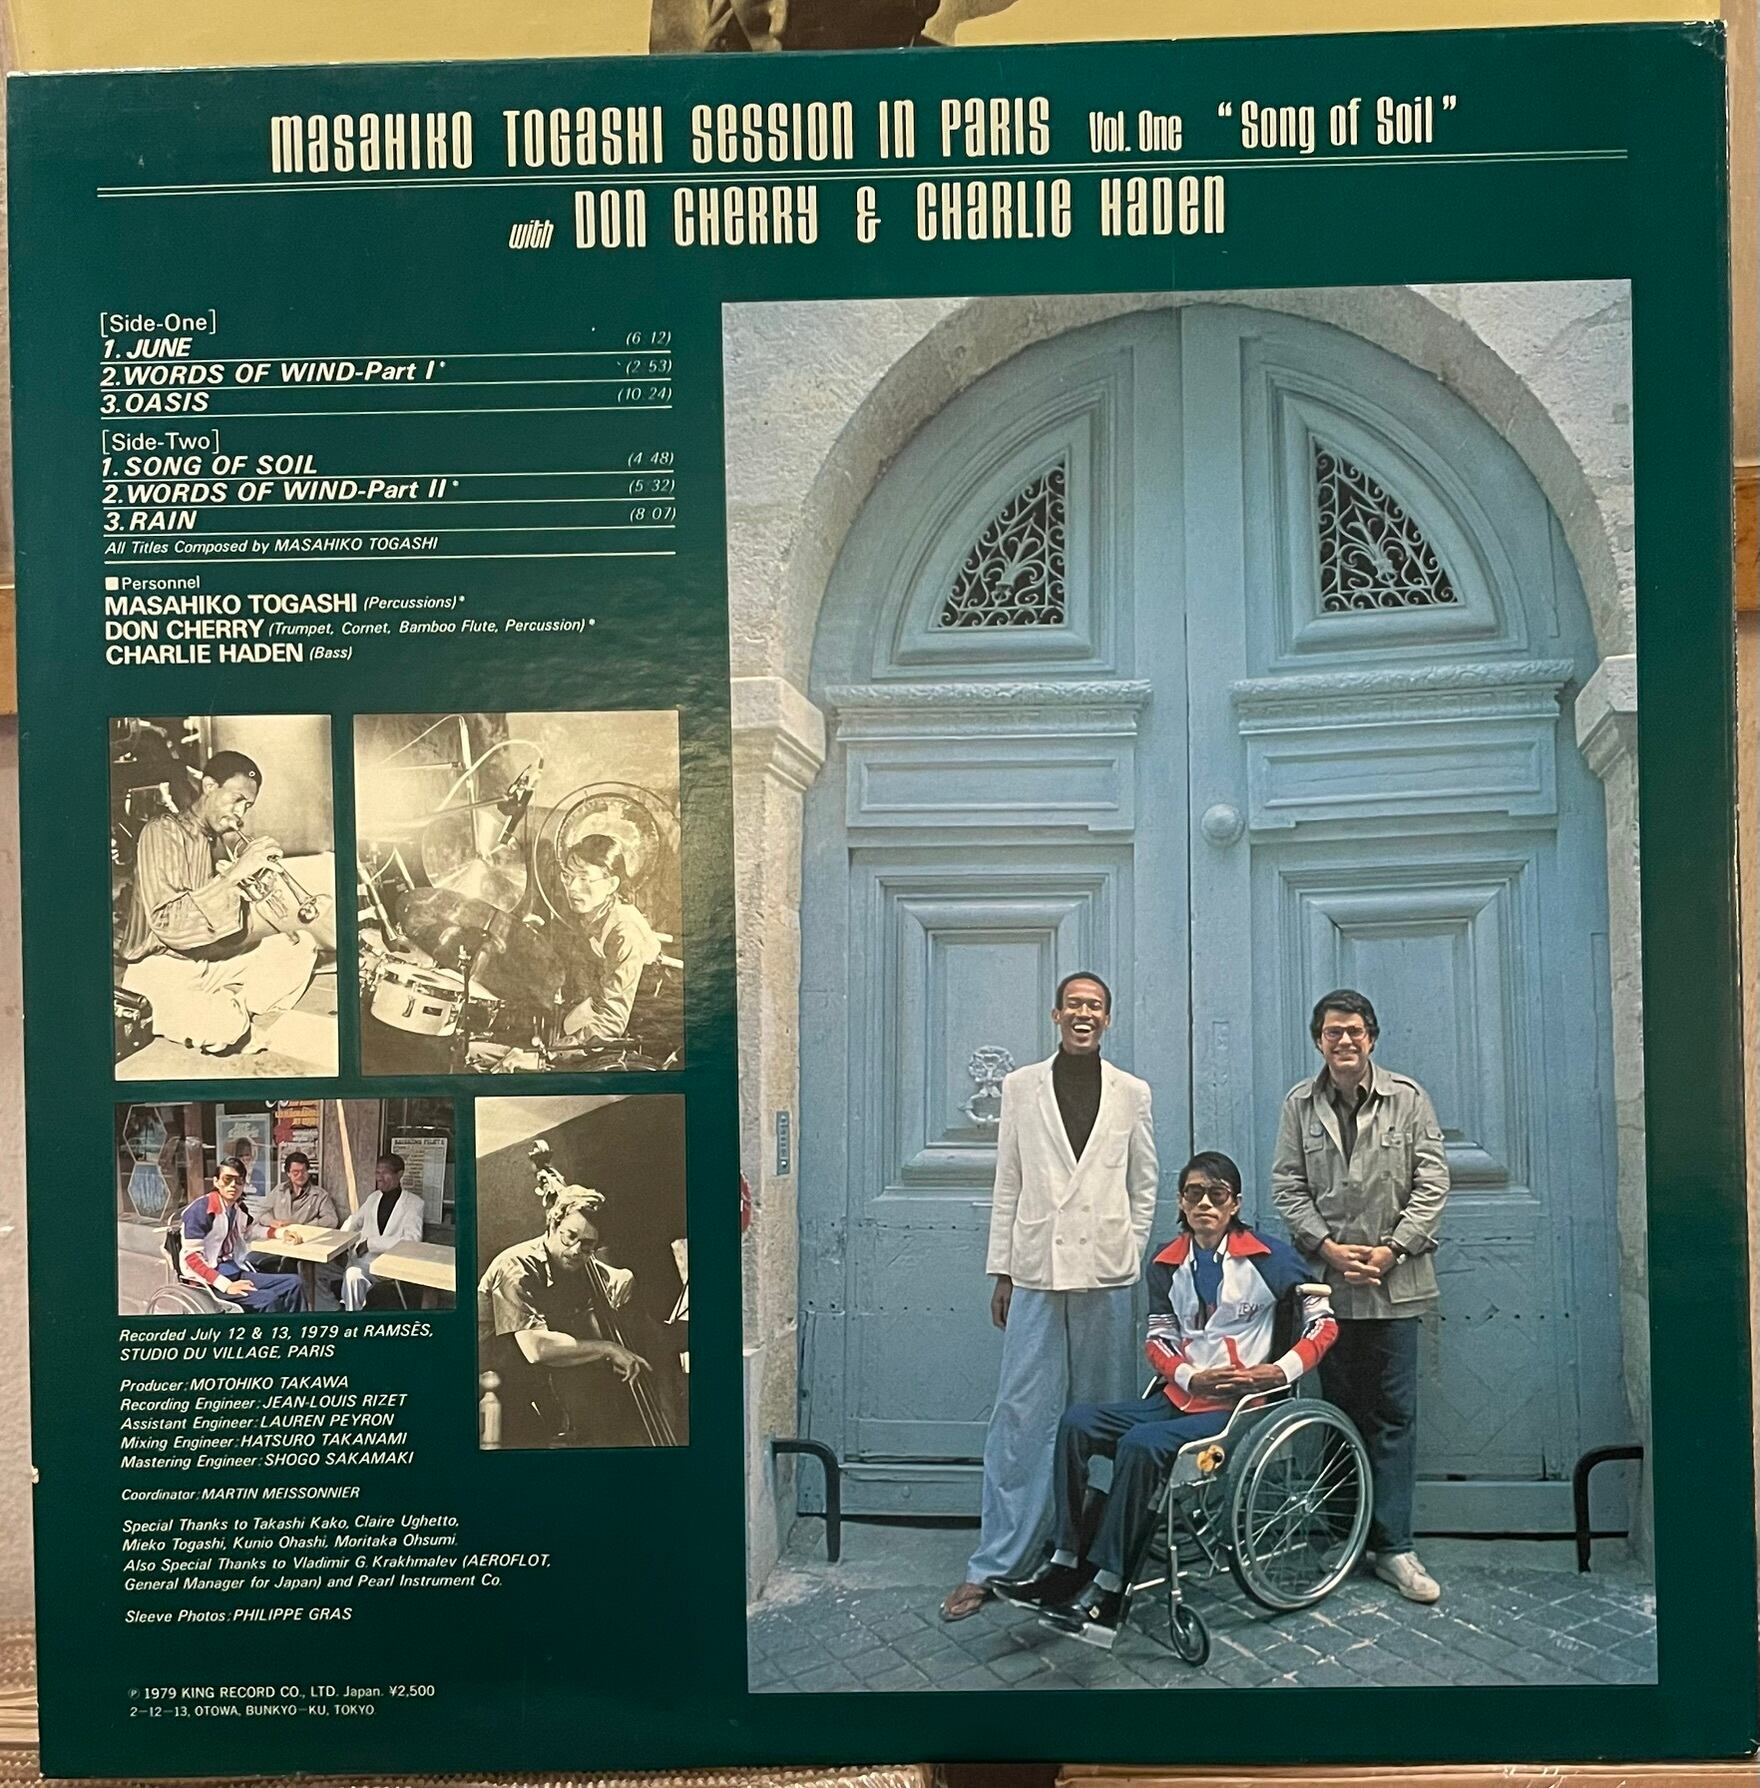 MASAHIKO TOGASHI SESSION IN PARIS Vol. One "Song of Soil"
with DON CHERRY & CHARLIE HADEN
[Side-One]
1. JUNE (6 12)
2. WORDS OF WIND-Part I* (2 53)
3. OASIS (10 24)
[Side-Two]
1. SONG OF SOIL (4 48)
2. WORDS OF WIND-Part II* (5 32)
3. RAIN (8 07)
All Titles Composed by MASAHIKO TOGASHI
■Personnel
MASAHIKO TOGASHI (Percussions)*
DON CHERRY (Trumpet, Cornet, Bamboo Flute, Percussion)*
CHARLIE HADEN (Bass)
Recorded July 12 & 13, 1979 at RAMSÈS,
STUDIO DU VILLAGE, PARIS
Producer: MOTOHIKO TAKAWA
Recording Engineer: JEAN-LOUIS RIZET
Assistant Engineer: LAUREN PEYRON
Mixing Engineer: HATSURO TAKANAMI
Mastering Engineer: SHOGO SAKAMAKI
Coordinator: MARTIN MEISSONNIER
Special Thanks to Takashi Kako, Claire Ughetto,
Mieko Togashi, Kunio Ohashi, Moritaka Ohsumi.
Also Special Thanks to Vladimir G. Krakhmalev (AEROFLOT,
General Manager for Japan) and Pearl Instrument Co.
Sleeve Photos: PHILIPPE GRAS
℗ 1979 KING RECORD CO., LTD. Japan. ¥2,500
2-12-13, OTOWA, BUNKYO-KU, TOKYO